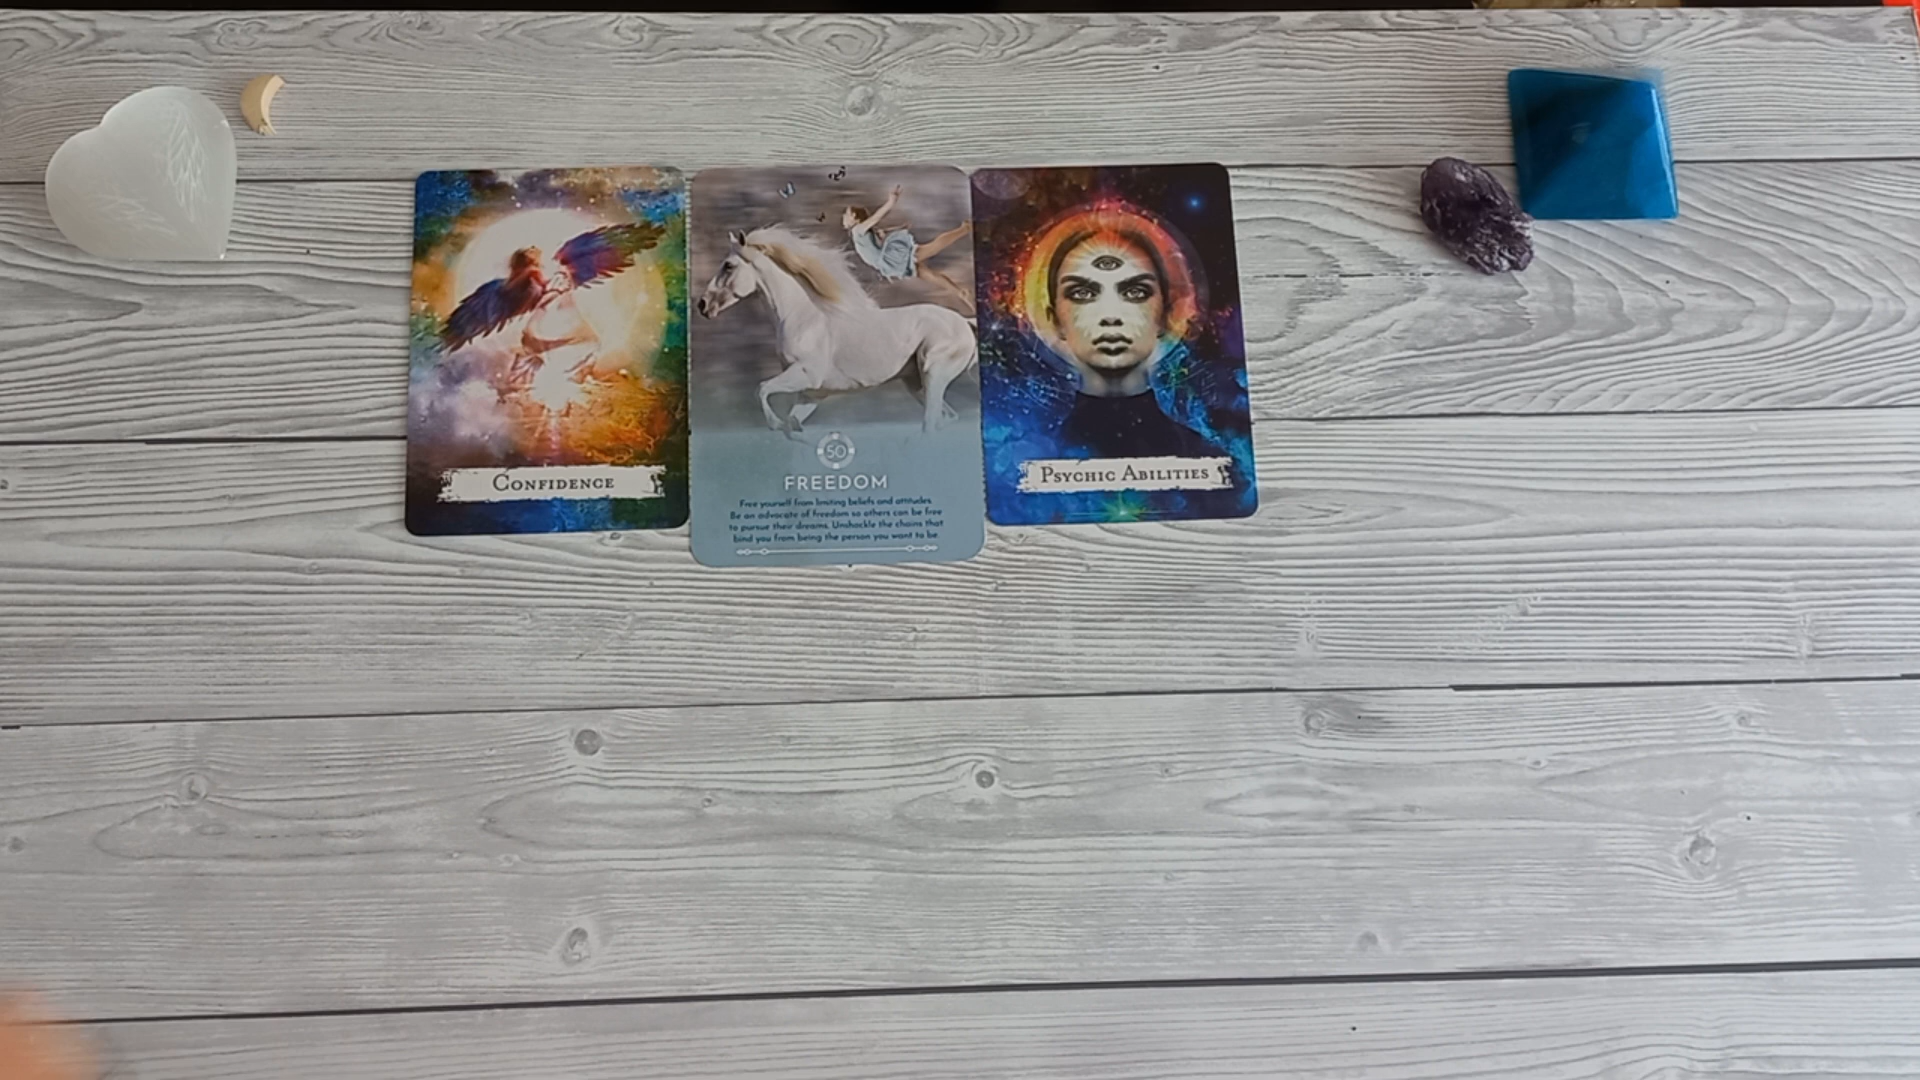 CONFIDENCE
50
FREEDOM
Free yourself from limiting beliefs and attitudes.
Be an advocate of freedom so others can be free
to pursue their dreams. Unshackle the chains that
bind you from being the person you want to be.
PSYCHIC ABILITIES